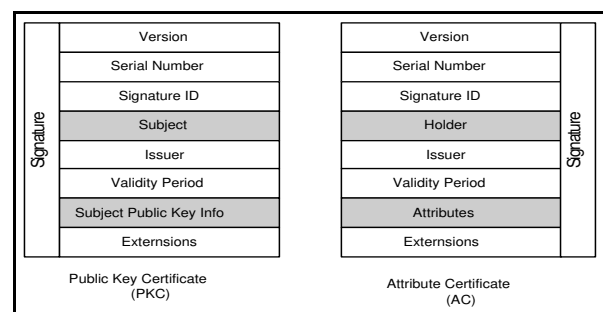 Signature
Version
Serial Number
Signature ID
Subject
Issuer
Validity Period
Subject Public Key Info
Externsions
Public Key Certificate
(PKC)
Version
Serial Number
Signature ID
Holder
Issuer
Validity Period
Attributes
Externsions
Signature
Attribute Certificate
(AC)